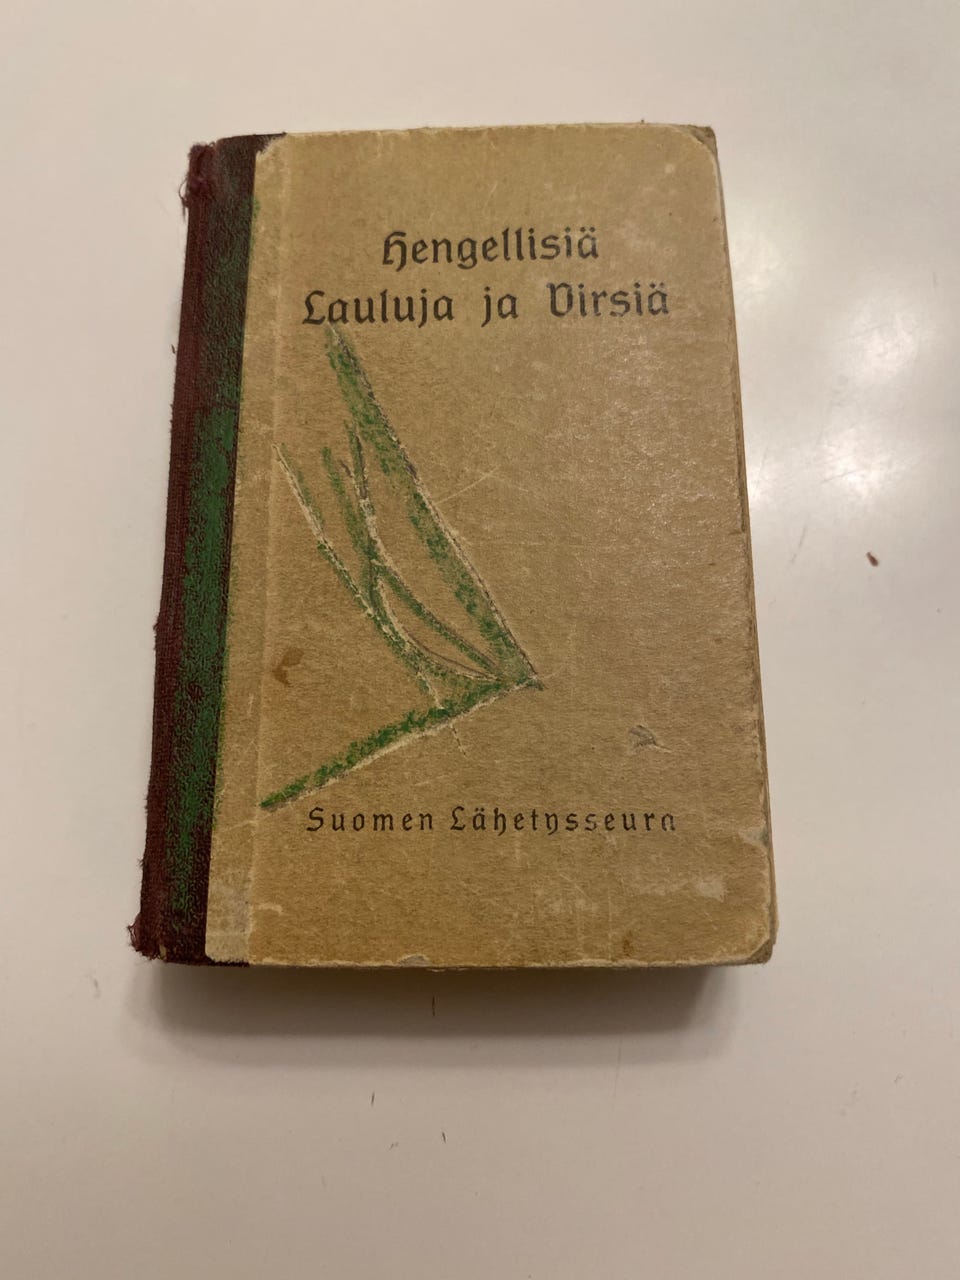 Hengellisiä
Lauluja ja Virsiä
Suomen Lähetysseura